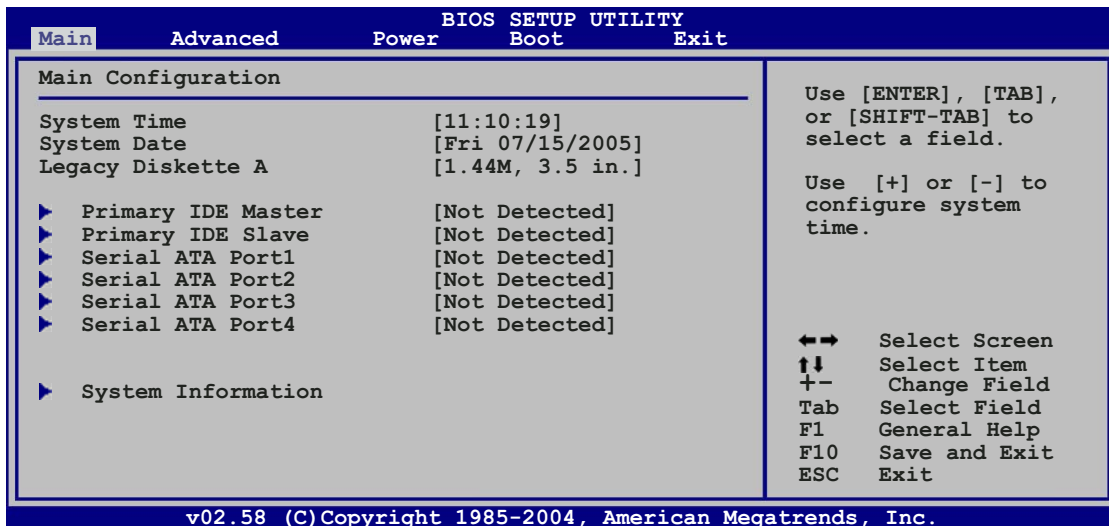 BIOS SETUP UTILITY
Main Advanced Power Boot Exit
Main Configuration
System Time [11:10:19]
System Date [Fri 07/15/2005]
Legacy Diskette A [1.44M, 3.5 in.]
Primary IDE Master [Not Detected]
Primary IDE Slave [Not Detected]
Serial ATA Port1 [Not Detected]
Serial ATA Port2 [Not Detected]
Serial ATA Port3 [Not Detected]
Serial ATA Port4 [Not Detected]
System Information
Use [ENTER], [TAB],
or [SHIFT-TAB] to
select a field.
Use [+] or [-] to
configure system
time.
←→ Select Screen
↑↓ Select Item
+- Change Field
Tab Select Field
F1 General Help
F10 Save and Exit
ESC Exit
v02.58 (C)Copyright 1985-2004, American Megatrends, Inc.